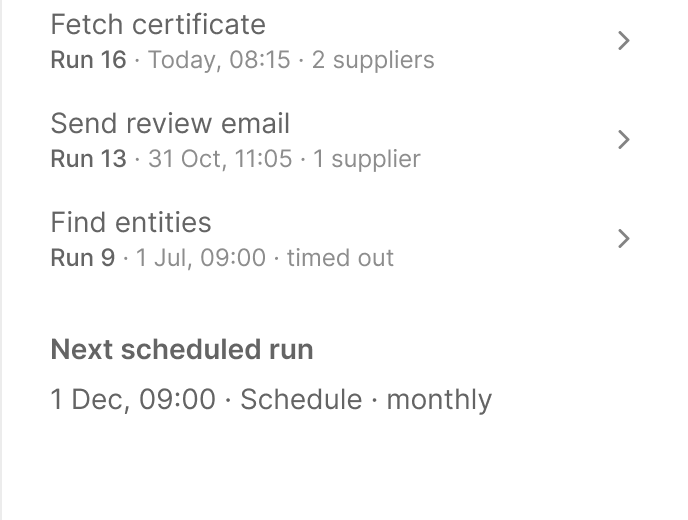 Fetch certificate
Run 16 · Today, 08:15 · 2 suppliers
Send review email
Run 13 · 31 Oct, 11:05 · 1 supplier
Find entities
Run 9 · 1 Jul, 09:00 · timed out
Next scheduled run
1 Dec, 09:00 · Schedule · monthly